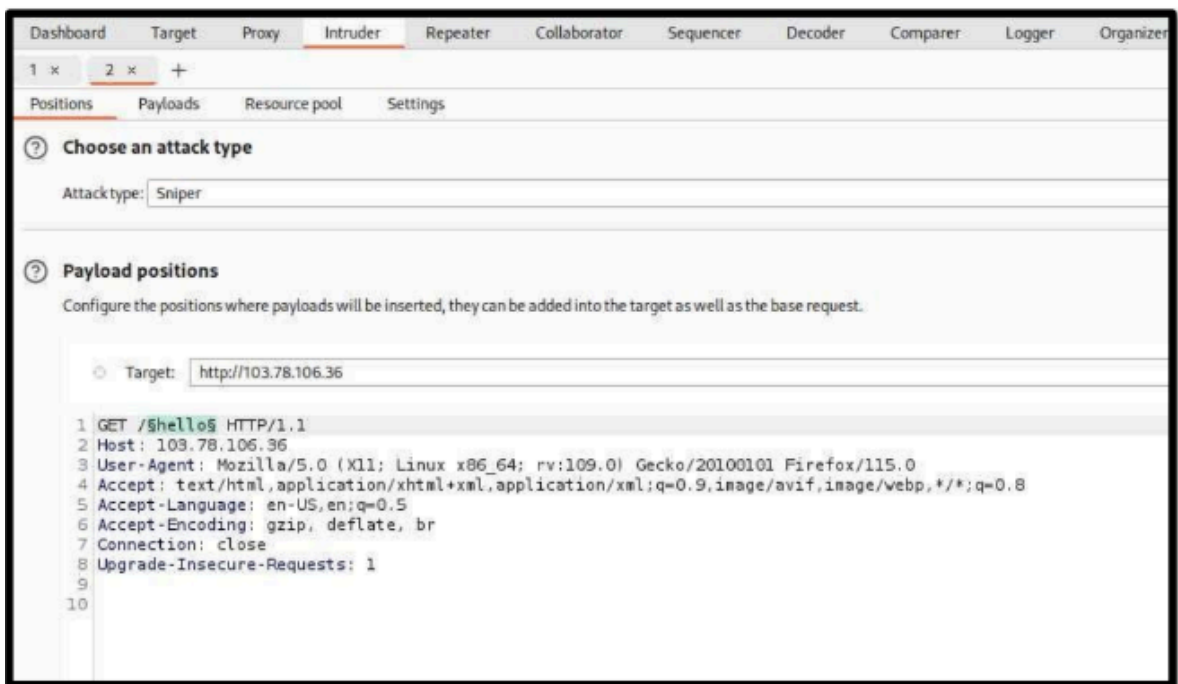 Dashboard Target Proxy Intruder Repeater Collaborator Sequencer Decoder Comparer Logger Organizer
1 × 2 × +
Positions Payloads Resource pool Settings
? Choose an attack type
Attack type: Sniper
? Payload positions
Configure the positions where payloads will be inserted, they can be added into the target as well as the base request.
Target: http://103.78.106.36
1 GET /§hello§ HTTP/1.1
2 Host: 103.78.106.36
3 User-Agent: Mozilla/5.0 (X11; Linux x86_64; rv:109.0) Gecko/20100101 Firefox/115.0
4 Accept: text/html,application/xhtml+xml,application/xml;q=0.9,image/avif,image/webp,*/*;q=0.8
5 Accept-Language: en-US,en;q=0.5
6 Accept-Encoding: gzip, deflate, br
7 Connection: close
8 Upgrade-Insecure-Requests: 1
9
10